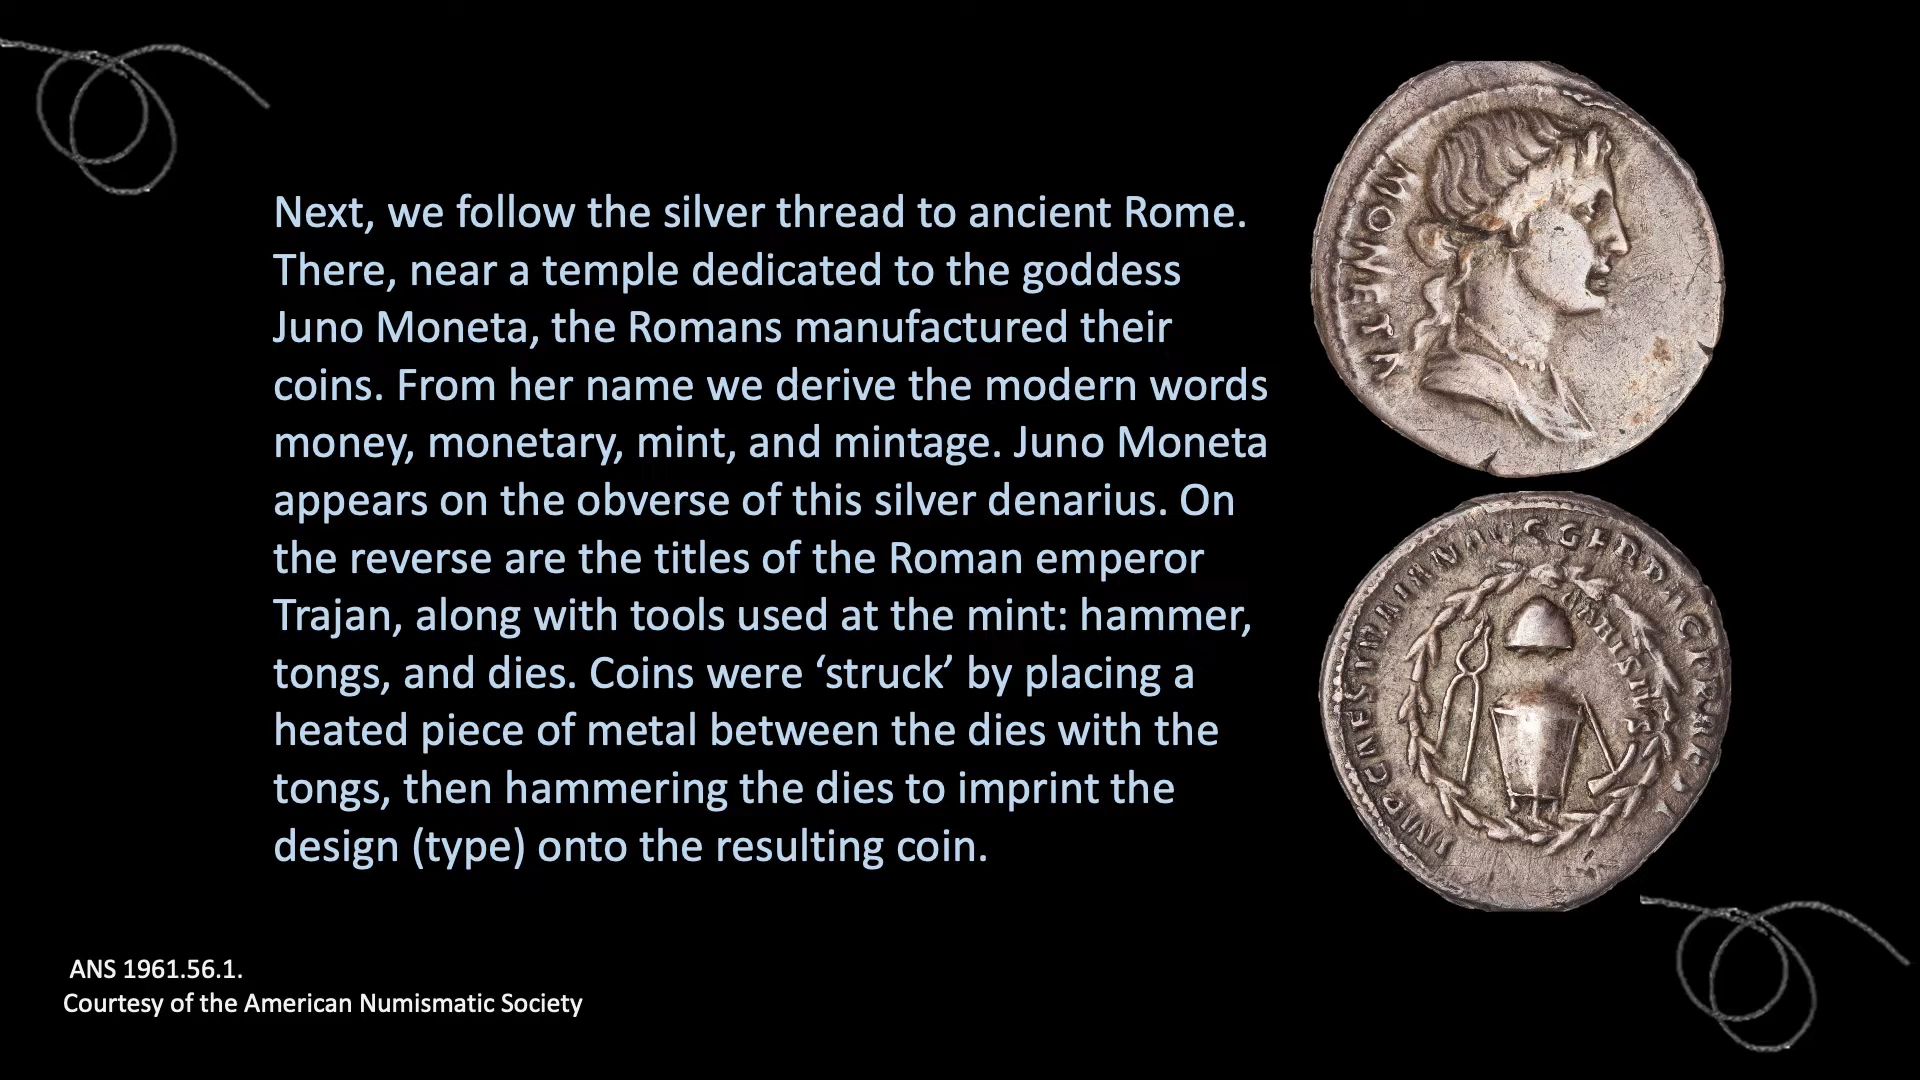 Next, we follow the silver thread to ancient Rome.
There, near a temple dedicated to the goddess
Juno Moneta, the Romans manufactured their
coins. From her name we derive the modern words
money, monetary, mint, and mintage. Juno Moneta
appears on the obverse of this silver denarius. On
the reverse are the titles of the Roman emperor
Trajan, along with tools used at the mint: hammer,
tongs, and dies. Coins were ‘struck’ by placing a
heated piece of metal between the dies with the
tongs, then hammering the dies to imprint the
design (type) onto the resulting coin.
MONETA
ANS 1961.56.1.
Courtesy of the American Numismatic Society